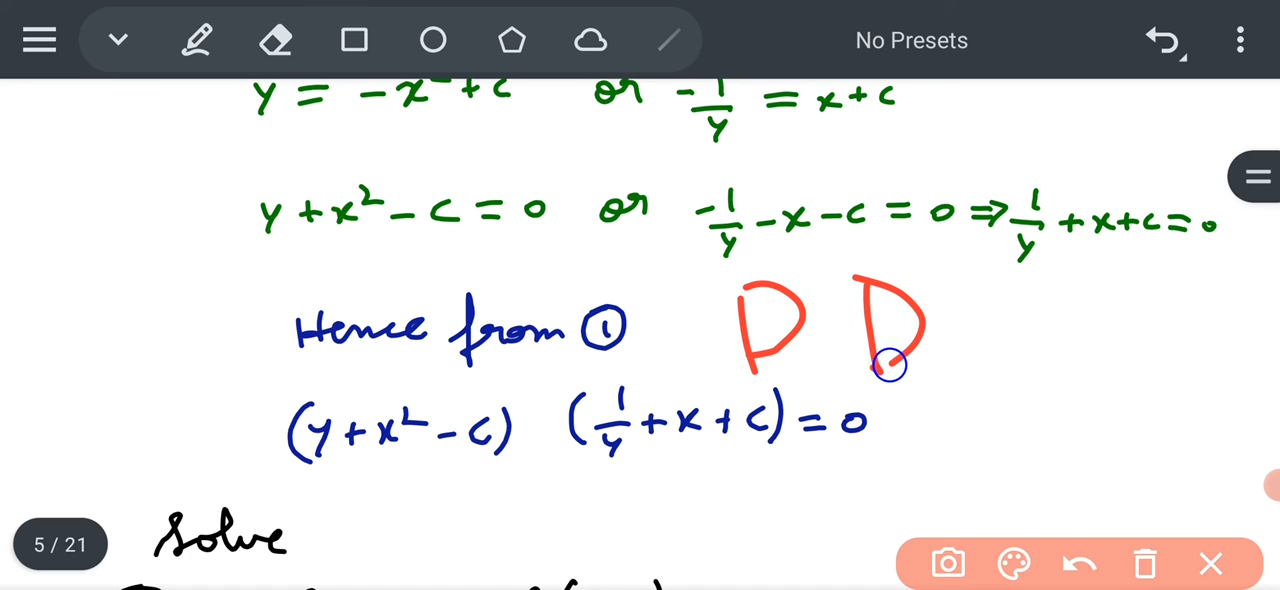 No Presets
y = -x² + c or -1/y = x + c
y + x² - c = 0 or -1/y - x - c = 0 ⇒ 1/y + x + c = 0
Hence from ① D D
(y + x² - c) (1/y + x + c) = 0
5 / 21 Solve